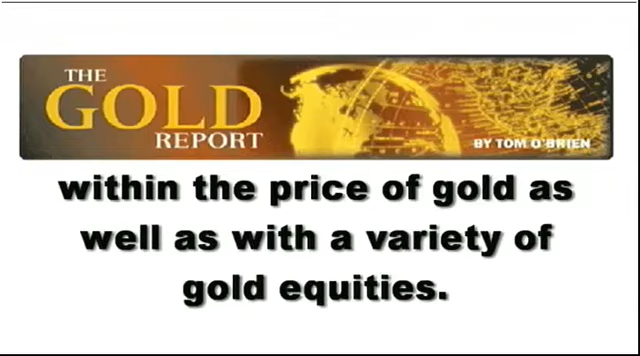 THE
GOLD
REPORT
BY TOM O'BRIEN
within the price of gold as
well as with a variety of
gold equities.